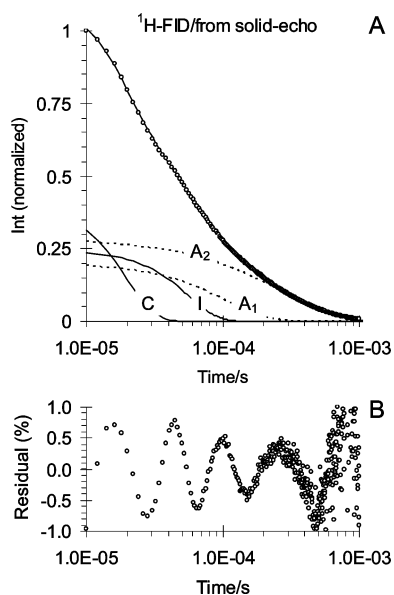 ¹H-FID/from solid-echo
A
1
0.75
0.5
0.25
0
Int (normalized)
A₂
C
I
A₁
1.0E-05
1.0E-04
1.0E-03
Time/s
B
1.0
0.5
0.0
-0.5
-1.0
Residual (%)
1.0E-05
1.0E-04
1.0E-03
Time/s